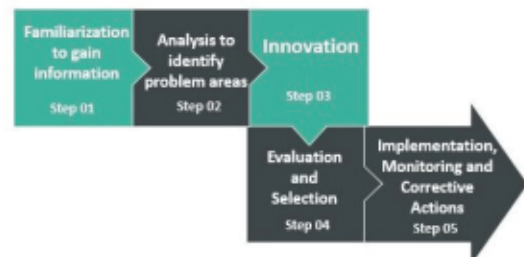 Familiarization
to gain
information
Step 01
Analysis to
identify
problem areas
Step 02
Innovation
Step 03
Evaluation
and
Selection
Step 04
Implementation,
Monitoring and
Corrective
Actions
Step 05